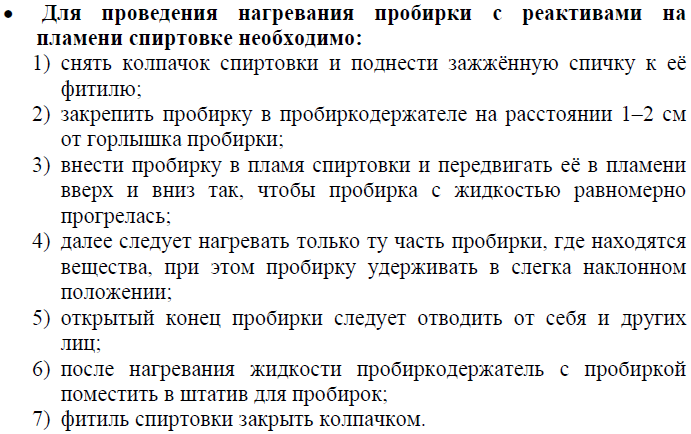 • Для проведения нагревания пробирки с реактивами на
пламени спиртовке необходимо:
1) снять колпачок спиртовки и поднести зажжённую спичку к её
фитилю;
2) закрепить пробирку в пробиркодержателе на расстоянии 1–2 см
от горлышка пробирки;
3) внести пробирку в пламя спиртовки и передвигать её в пламени
вверх и вниз так, чтобы пробирка с жидкостью равномерно
прогрелась;
4) далее следует нагревать только ту часть пробирки, где находятся
вещества, при этом пробирку удерживать в слегка наклонном
положении;
5) открытый конец пробирки следует отводить от себя и других
лиц;
6) после нагревания жидкости пробиркодержатель с пробиркой
поместить в штатив для пробирок;
7) фитиль спиртовки закрыть колпачком.